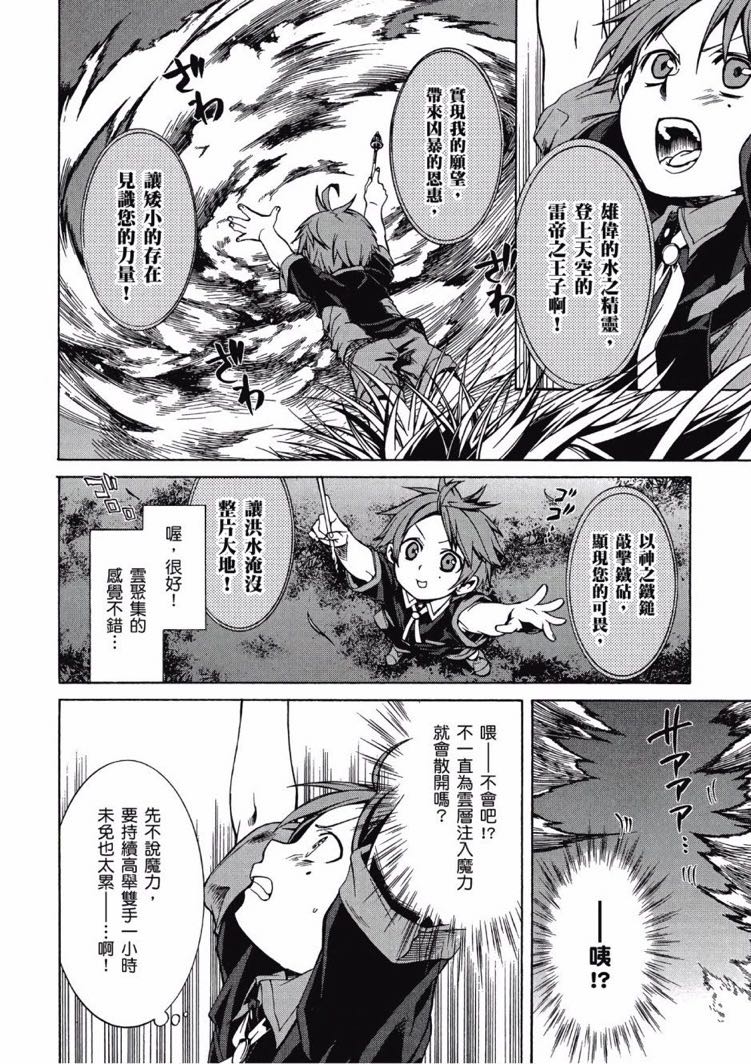 雄偉的水之精靈，
登上天空的
雷帝之王子啊！
實現我的願望，
帶來凶暴的恩惠，
讓矮小的存在
見識您的力量！
ざわ
ざわ
ざわ
以神之鐵鎚
敲擊鐵砧，
顯現您的可畏，
讓洪水淹沒
整片大地！
ゴゴ
ゴゴゴ
喔，很好！
雲聚集的
感覺不錯…
サアアア…
——咦!?
喂——不會吧!?
不一直為雲層注入魔力
就會散開嗎？
先不說魔力，
要持續高舉雙手一小時
未免也太累——…啊！